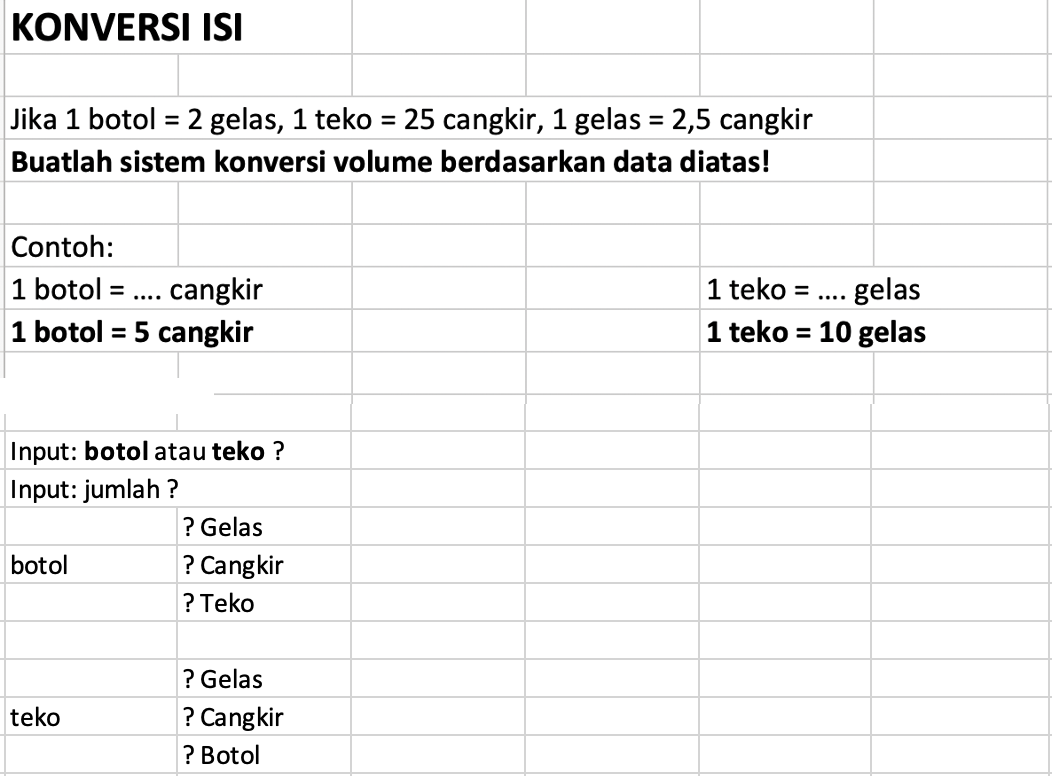 KONVERSI ISI
Jika 1 botol = 2 gelas, 1 teko = 25 cangkir, 1 gelas = 2,5 cangkir
Buatlah sistem konversi volume berdasarkan data diatas!
Contoh:
1 botol = .... cangkir
1 teko = .... gelas
1 botol = 5 cangkir
1 teko = 10 gelas
Input: botol atau teko ?
Input: jumlah ?
? Gelas
botol
? Cangkir
? Teko
? Gelas
teko
? Cangkir
? Botol